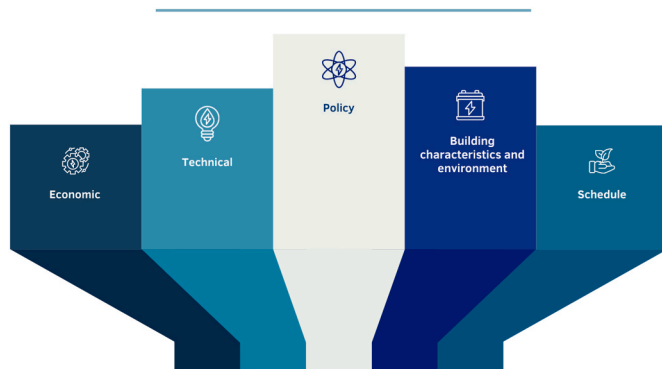 Economic
Technical
Policy
Building
characteristics and
environment
Schedule